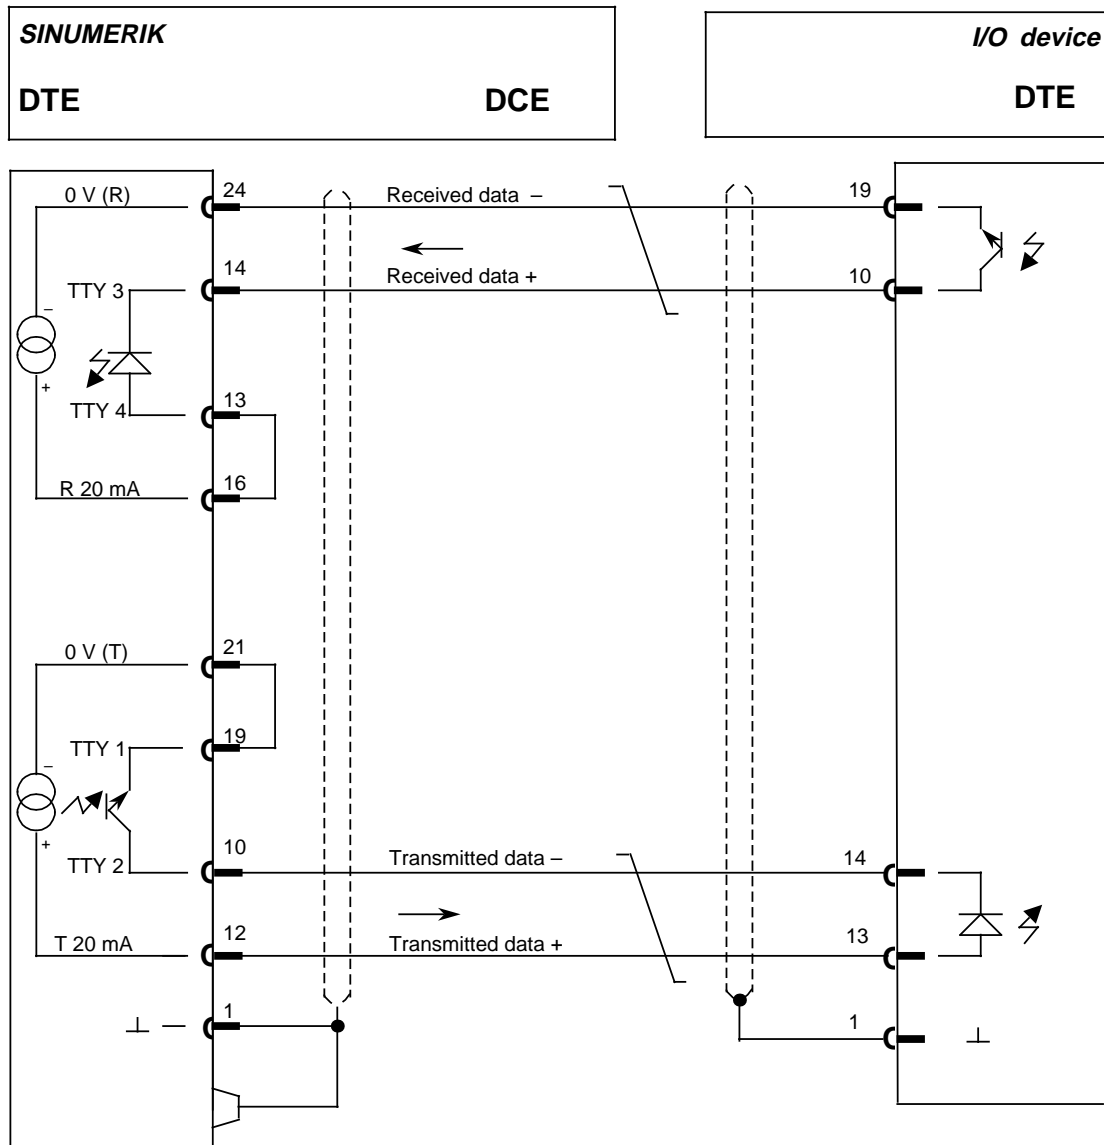 SINUMERIK
DTE DCE
I/O device
DTE
0 V (R) 24 Received data – 19
TTY 3 14 Received data + 10
–
+
TTY 4 13
R 20 mA 16
0 V (T) 21
TTY 1 19
–
+
TTY 2 10 Transmitted data – 14
T 20 mA 12 Transmitted data + 13
1 1